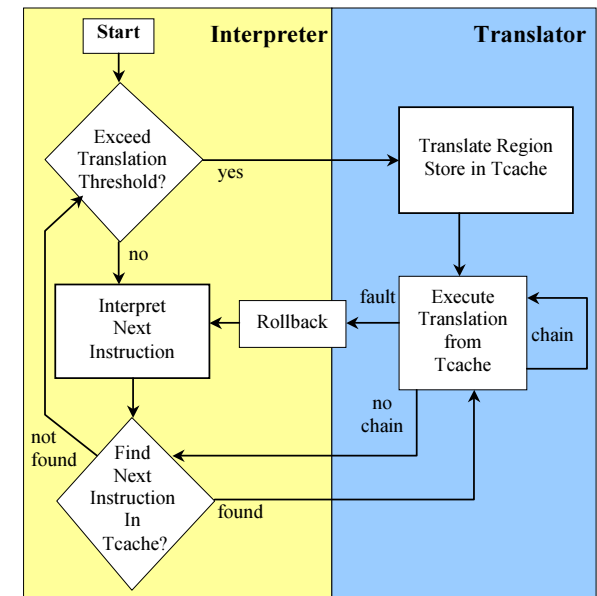 Start
Interpreter
Translator
Exceed
Translation
Threshold?
yes
Translate Region
Store in Tcache
no
Interpret
Next
Instruction
Rollback
fault
Execute
Translation
from
Tcache
chain
no
chain
not
found
Find
Next
Instruction
In
Tcache?
found